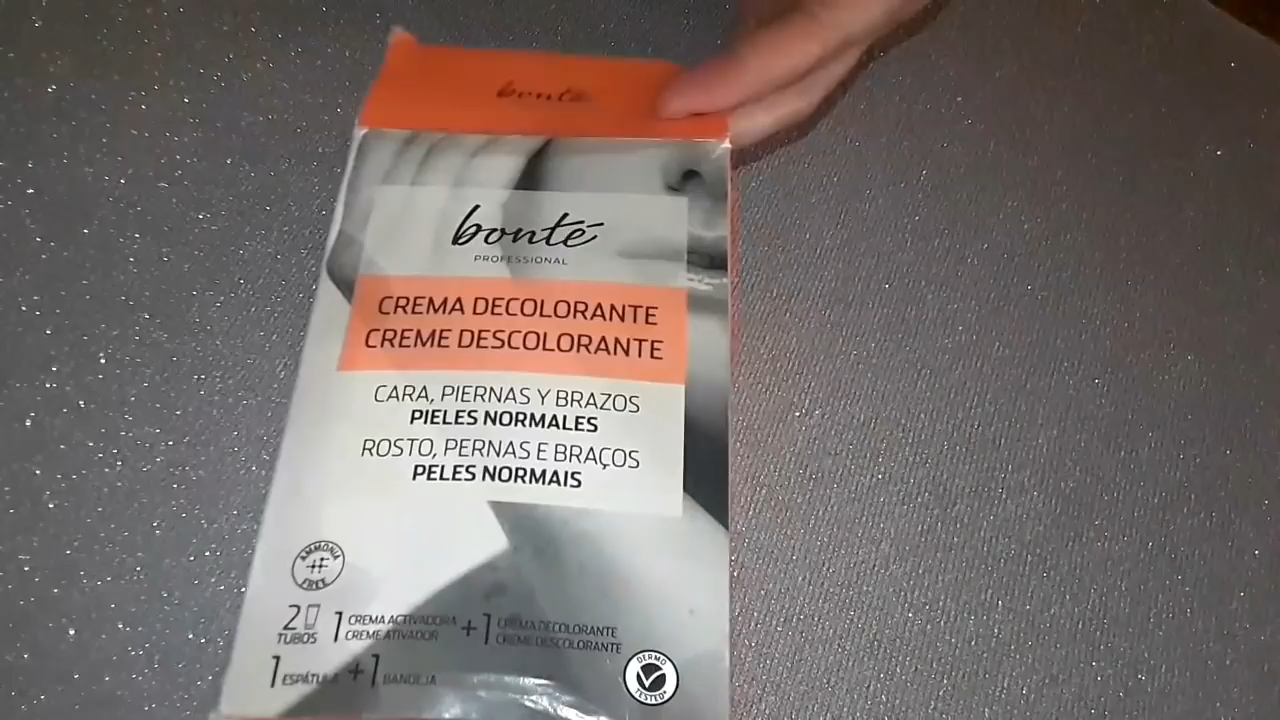 bonté
bonté
PROFESSIONAL
CREMA DECOLORANTE
CREME DESCOLORANTE
CARA, PIERNAS Y BRAZOS
PIELES NORMALES
ROSTO, PERNAS E BRAÇOS
PELES NORMAIS
AMMONIA
FREE
2
TUBOS
1 CREMA ACTIVADORA + 1 CREMA DECOLORANTE
CREME ATIVADOR CREME DESCOLORANTE
1 ESPÁTULA + 1 BANDEJA
DERMO
TESTED*